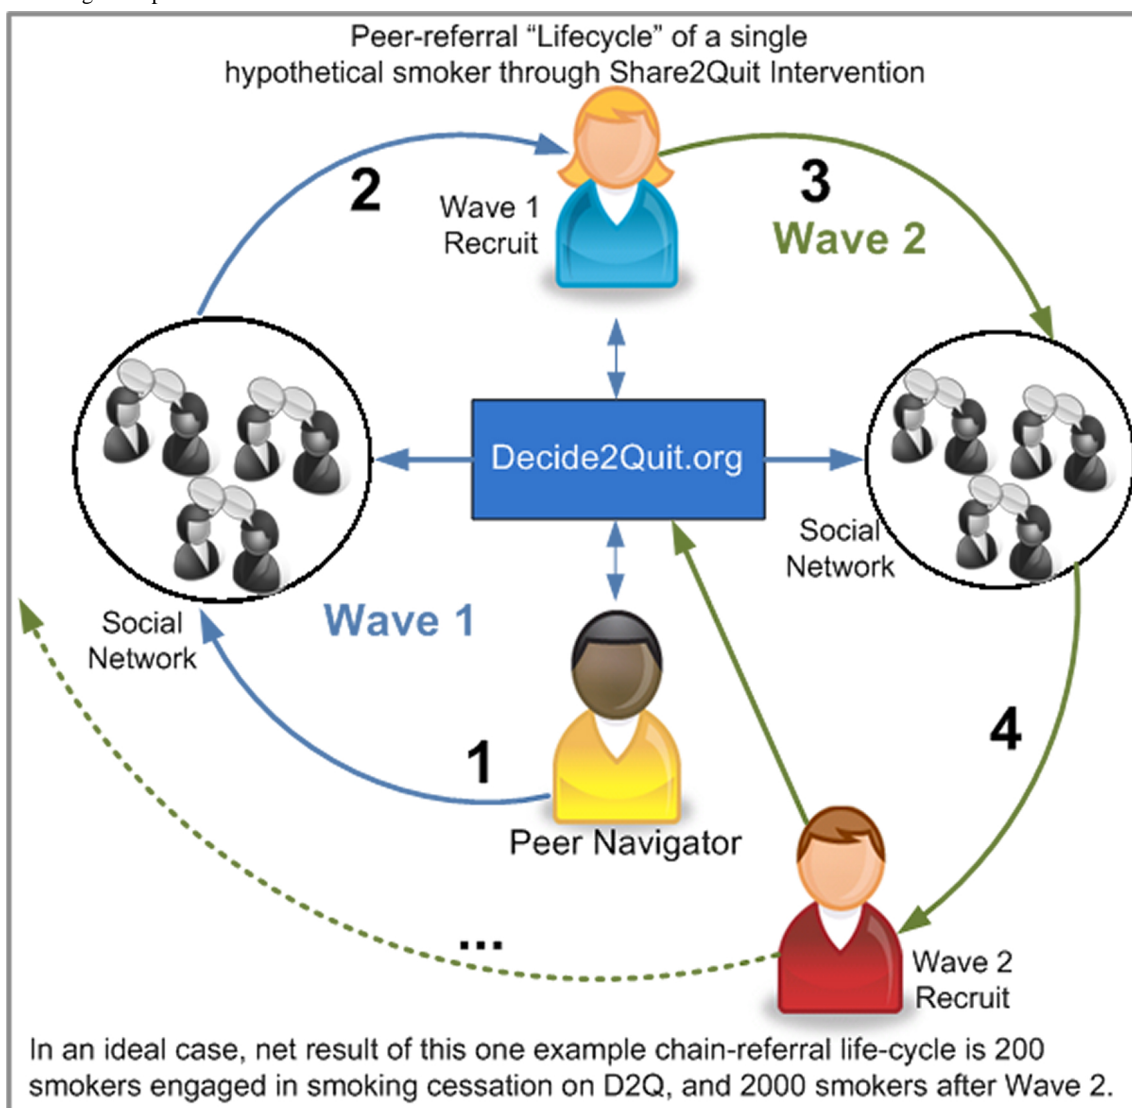 Peer-referral “Lifecycle” of a single
hypothetical smoker through Share2Quit Intervention
2
Wave 1
Recruit
3
Wave 2
Decide2Quit.org
Social
Network
Wave 1
Social
Network
1
Peer Navigator
4
...
Wave 2
Recruit
In an ideal case, net result of this one example chain-referral life-cycle is 200
smokers engaged in smoking cessation on D2Q, and 2000 smokers after Wave 2.